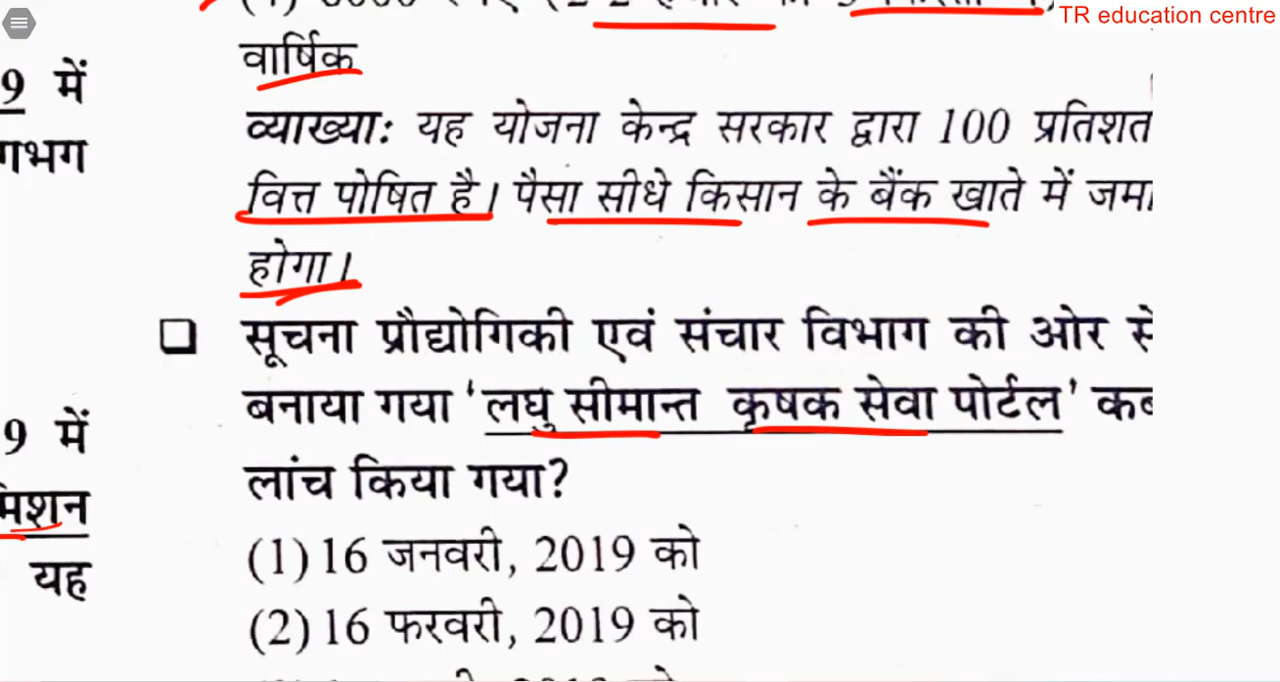 TR education centre
वार्षिक
व्याख्या: यह योजना केन्द्र सरकार द्वारा 100 प्रतिशत
वित्त पोषित है। पैसा सीधे किसान के बैंक खाते में जमा
होगा।
सूचना प्रौद्योगिकी एवं संचार विभाग की ओर से
बनाया गया 'लघु सीमान्त कृषक सेवा पोर्टल'
लांच किया गया?
(1) 16 जनवरी, 2019 को
(2) 16 फरवरी, 2019 को
9 में
गभग
9 में
मिशन
यह